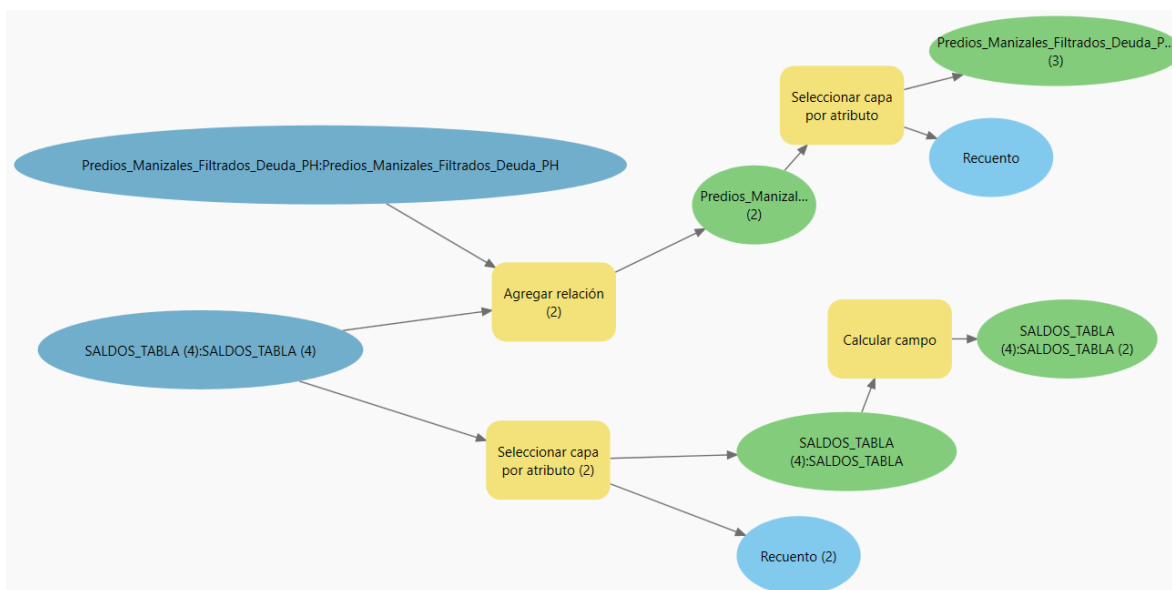 Predios_Manizales_Filtrados_Deuda_P...
(3)
Seleccionar capa
por atributo
Recuento
Predios_Manizales_Filtrados_Deuda_PH:Predios_Manizales_Filtrados_Deuda_PH
Predios_Manizal...
(2)
Agregar relación
(2)
SALDOS_TABLA (4):SALDOS_TABLA (4)
Calcular campo
SALDOS_TABLA
(4):SALDOS_TABLA (2)
Seleccionar capa
por atributo (2)
SALDOS_TABLA
(4):SALDOS_TABLA
Recuento (2)